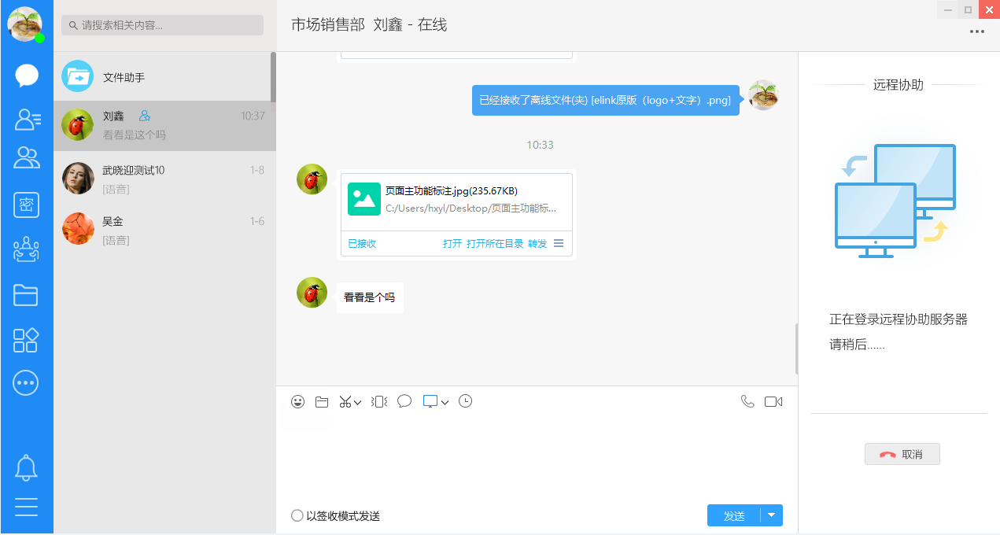 请搜索相关内容...
市场销售部 刘鑫 - 在线
文件助手
刘鑫 10:37
看看是这个吗
武晓迎测试10 1-8
[语音]
吴金 1-6
[语音]
密
已经接收了离线文件(夹) [elink原版（logo+文字）.png]
10:33
页面主功能标注.jpg(235.67KB)
C:/Users/hxyl/Desktop/页面主功能标...
已接收 打开 打开所在目录 转发
看看是个吗
以签收模式发送
发送
远程协助
正在登录远程协助服务器
请稍后......
取消